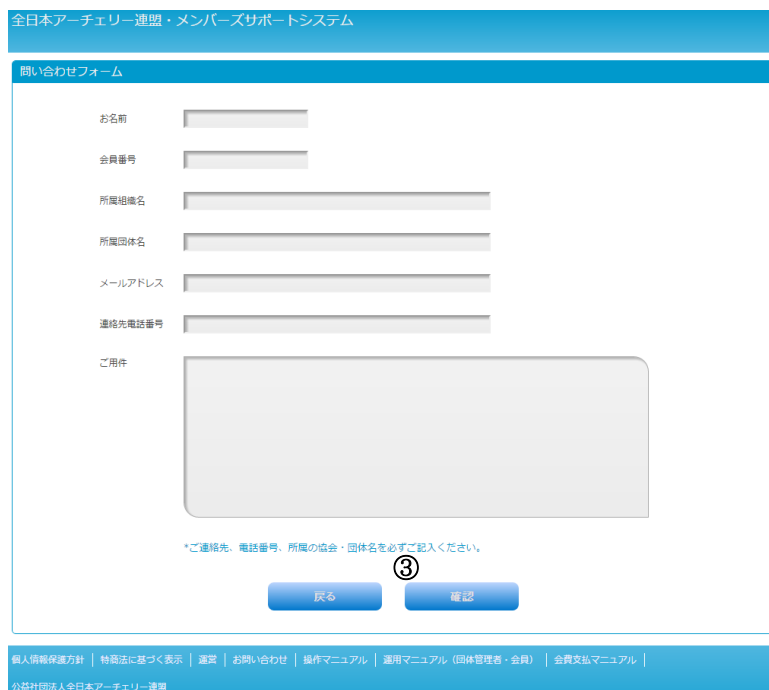 全日本アーチェリー連盟・メンバーズサポートシステム
問い合わせフォーム
お名前
会員番号
所属組織名
所属団体名
メールアドレス
連絡先電話番号
ご用件
*ご連絡先、電話番号、所属の協会・団体名を必ずご記入ください。
③
戻る 確認
個人情報保護方針 | 特商法に基づく表示 | 運営 | お問い合わせ | 操作マニュアル | 運用マニュアル（団体管理者・会員） | 会費支払マニュアル |
公益社団法人全日本アーチェリー連盟